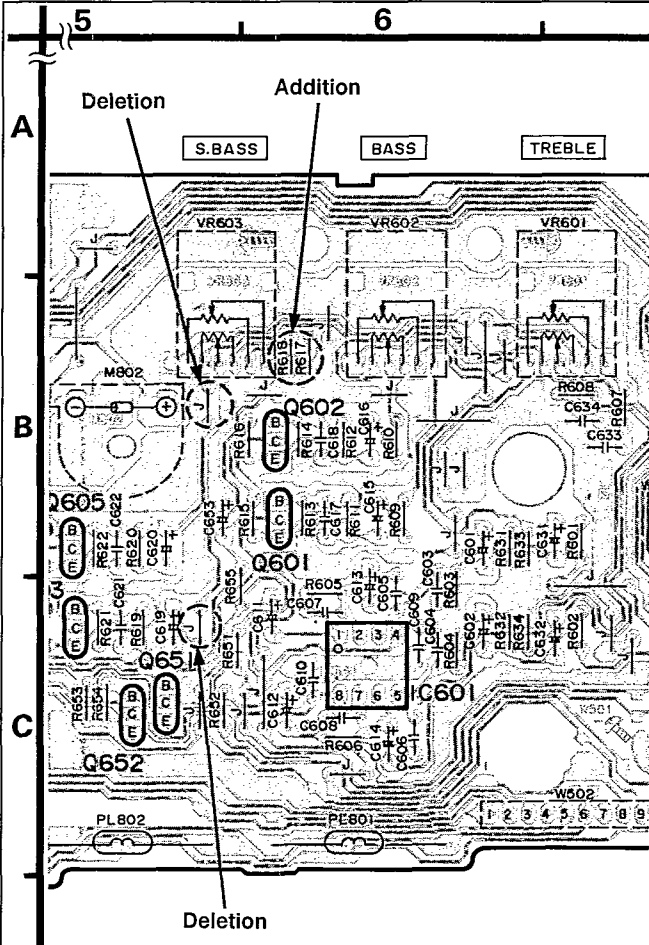 5 6
Deletion Addition
A
S.BASS BASS TREBLE
VR603 VR602 VR601
J
R618 R617
M802
R608
R607
C634
C633
B
J
Q602
B C E
R616 R614 C618 R612 C616 R610
J J
Q605
B C E
R622 C622 R620 C620
C653 R615
B C E
R613 C617 R611 C615 R609
Q601
J
C603 C601 R631 R633 C631 R601
R655 R605 C613 C605 R603
C607
3
B C E
R621 C621 R619 C619
J
R651 C611
1 2 3 4
8 7 6 5
IC601
C609 C604 R604 C602 R632 R634 C632 R602
J J
Q651
B C E
R653 R654
B C E
R652 J J C612 C610
C608
R606 C614 C606
J
C
Q652
W502
1 2 3 4 5 6 7 8 9
PL802 PL801
Deletion